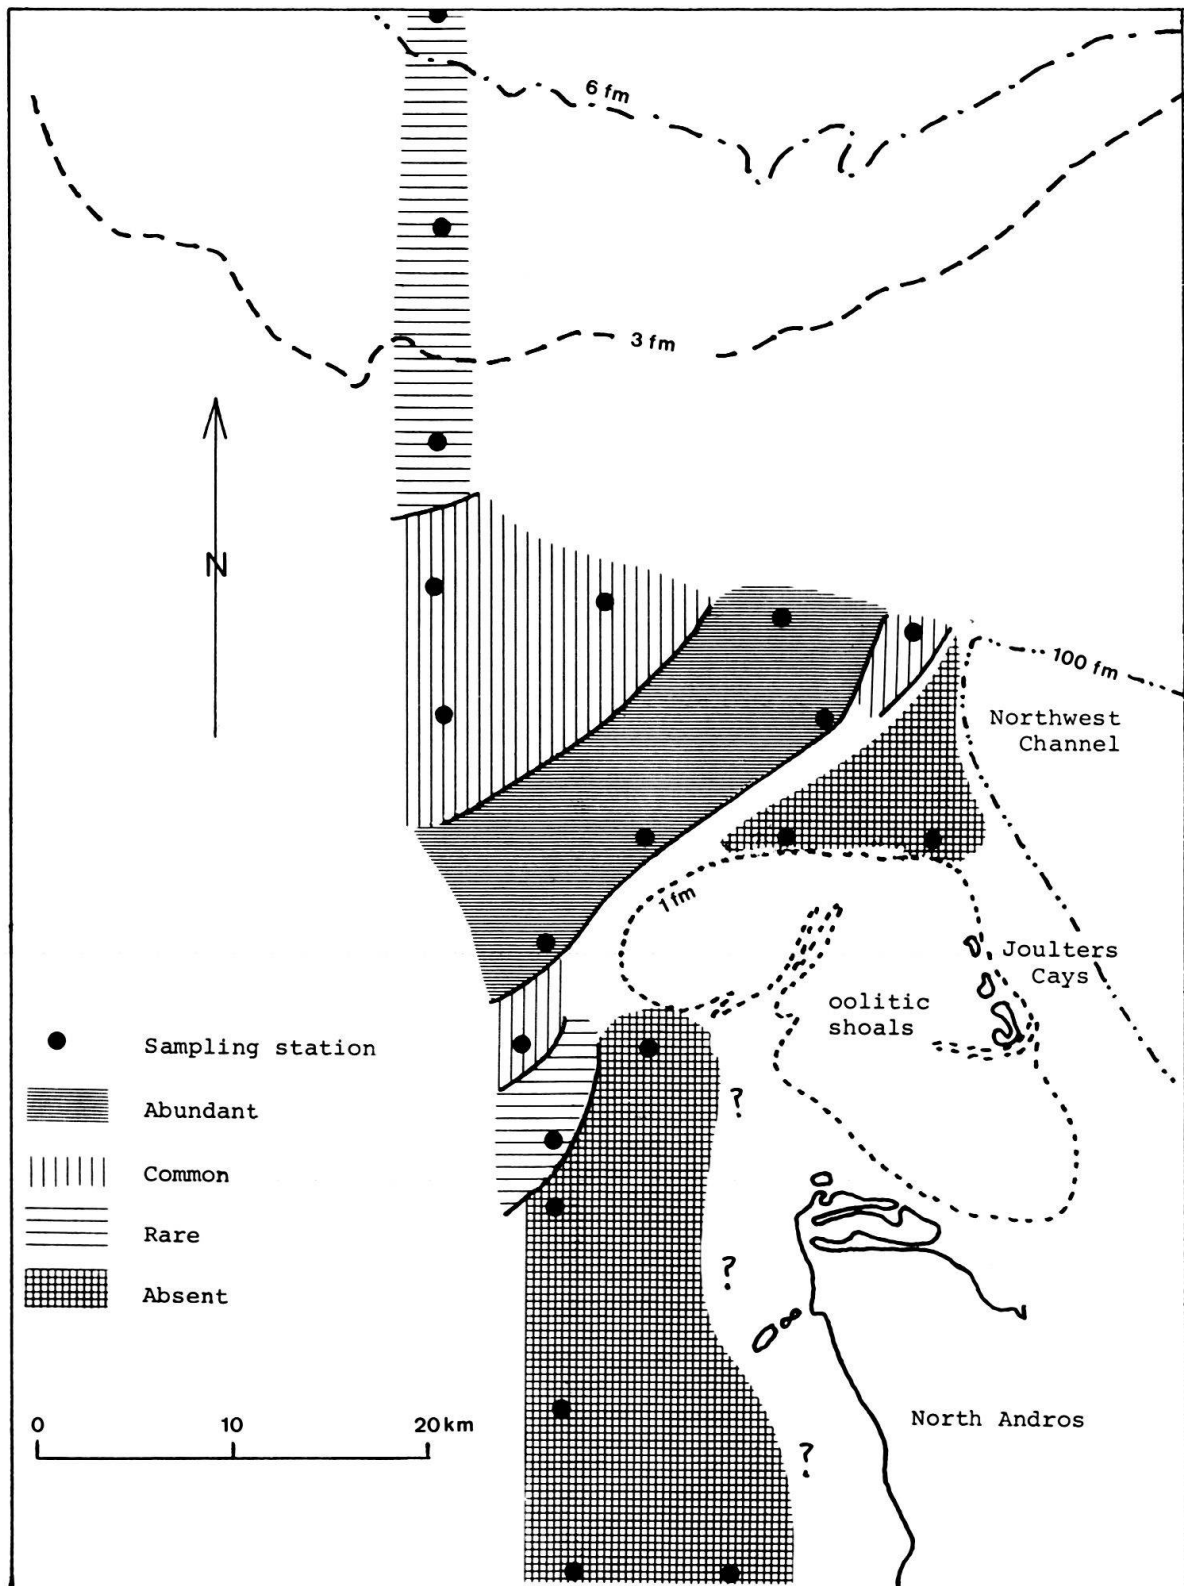 6 fm
3 fm
N
100 fm
Northwest
Channel
1 fm
Joulters
Cays
oolitic
shoals
Sampling station
Abundant
?
Common
Rare
?
Absent
0 10 20 km
North Andros
?